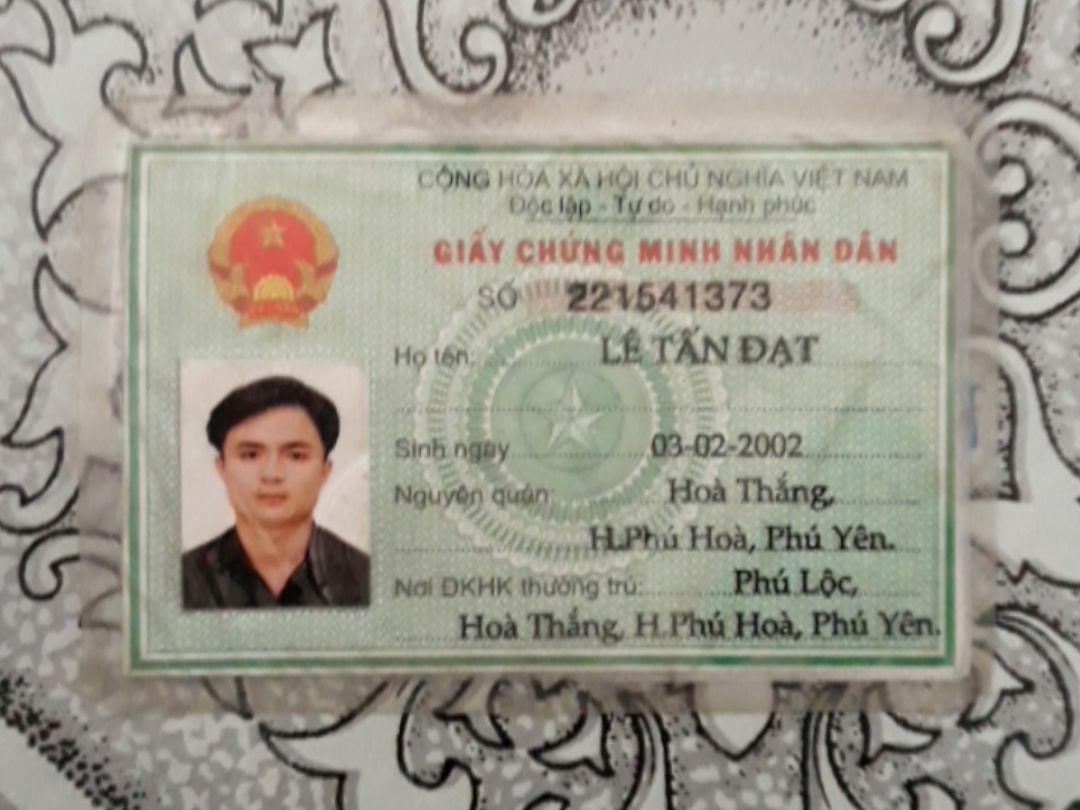 CỘNG HÒA XÃ HỘI CHỦ NGHĨA VIỆT NAM
Độc lập - Tự do - Hạnh phúc
GIẤY CHỨNG MINH NHÂN DÂN
SỐ 221541373
Họ tên: LÊ TẤN ĐẠT
Sinh ngày 03-02-2002
Nguyên quán: Hoà Thắng,
H.Phú Hoà, Phú Yên.
Nơi ĐKHK thường trú: Phú Lộc,
Hoà Thắng, H.Phú Hoà, Phú Yên.